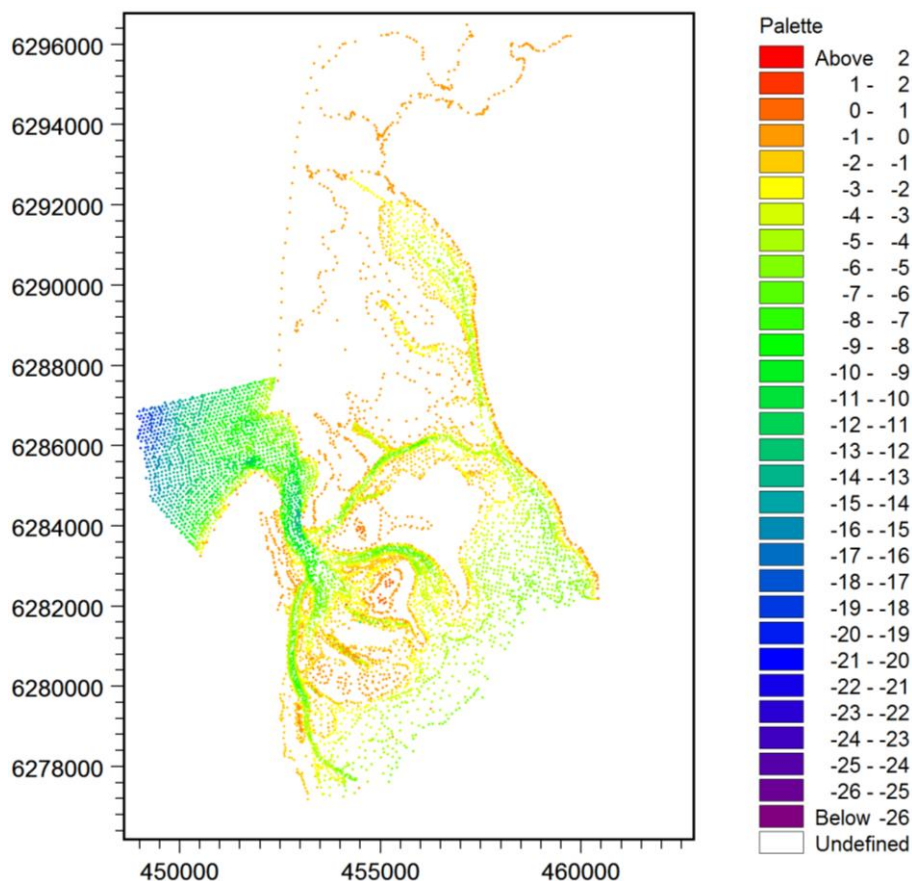 6296000
6294000
6292000
6290000
6288000
6286000
6284000
6282000
6280000
6278000
450000 455000 460000
Palette
Above 2
1 - 2
0 - 1
-1 - 0
-2 - -1
-3 - -2
-4 - -3
-5 - -4
-6 - -5
-7 - -6
-8 - -7
-9 - -8
-10 - -9
-11 - -10
-12 - -11
-13 - -12
-14 - -13
-15 - -14
-16 - -15
-17 - -16
-18 - -17
-19 - -18
-20 - -19
-21 - -20
-22 - -21
-23 - -22
-24 - -23
-25 - -24
-26 - -25
Below -26
Undefined